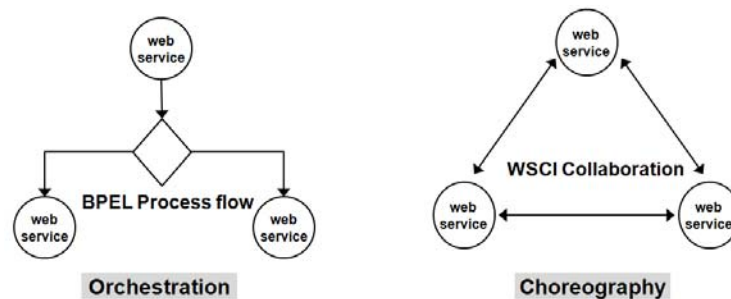 web
service
BPEL Process flow
web
service
web
service
Orchestration
web
service
WSCI Collaboration
web
service
web
service
Choreography